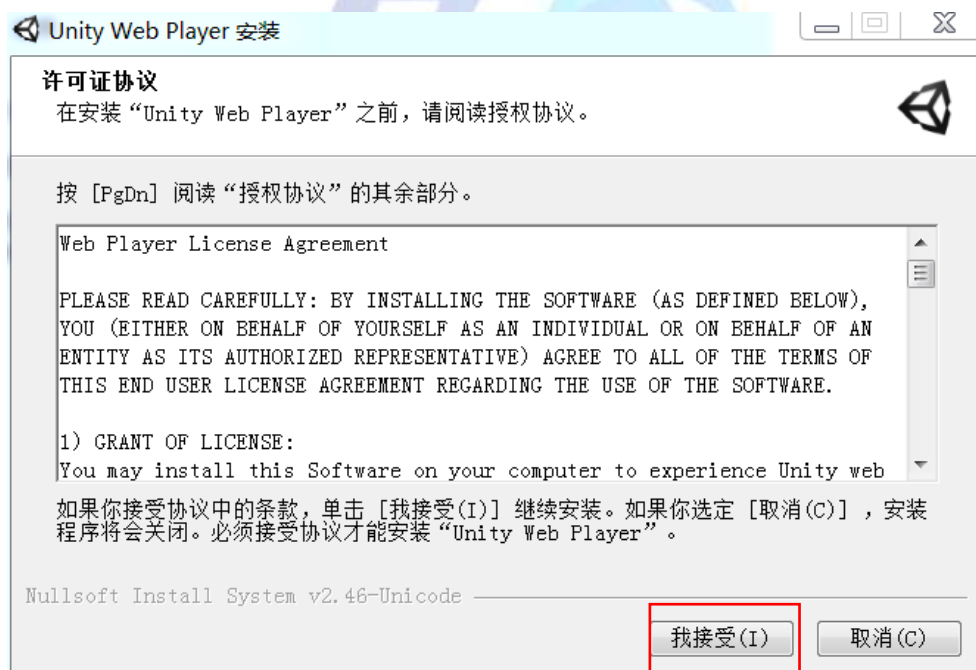 Unity Web Player 安装
许可证协议
在安装“Unity Web Player”之前，请阅读授权协议。
按 [PgDn] 阅读“授权协议”的其余部分。
Web Player License Agreement
PLEASE READ CAREFULLY: BY INSTALLING THE SOFTWARE (AS DEFINED BELOW),
YOU (EITHER ON BEHALF OF YOURSELF AS AN INDIVIDUAL OR ON BEHALF OF AN
ENTITY AS ITS AUTHORIZED REPRESENTATIVE) AGREE TO ALL OF THE TERMS OF
THIS END USER LICENSE AGREEMENT REGARDING THE USE OF THE SOFTWARE.
1) GRANT OF LICENSE:
You may install this Software on your computer to experience Unity web
如果你接受协议中的条款，单击 [我接受(I)] 继续安装。如果你选定 [取消(C)] ，安装
程序将会关闭。必须接受协议才能安装“Unity Web Player”。
Nullsoft Install System v2.46-Unicode
我接受(I)
取消(C)